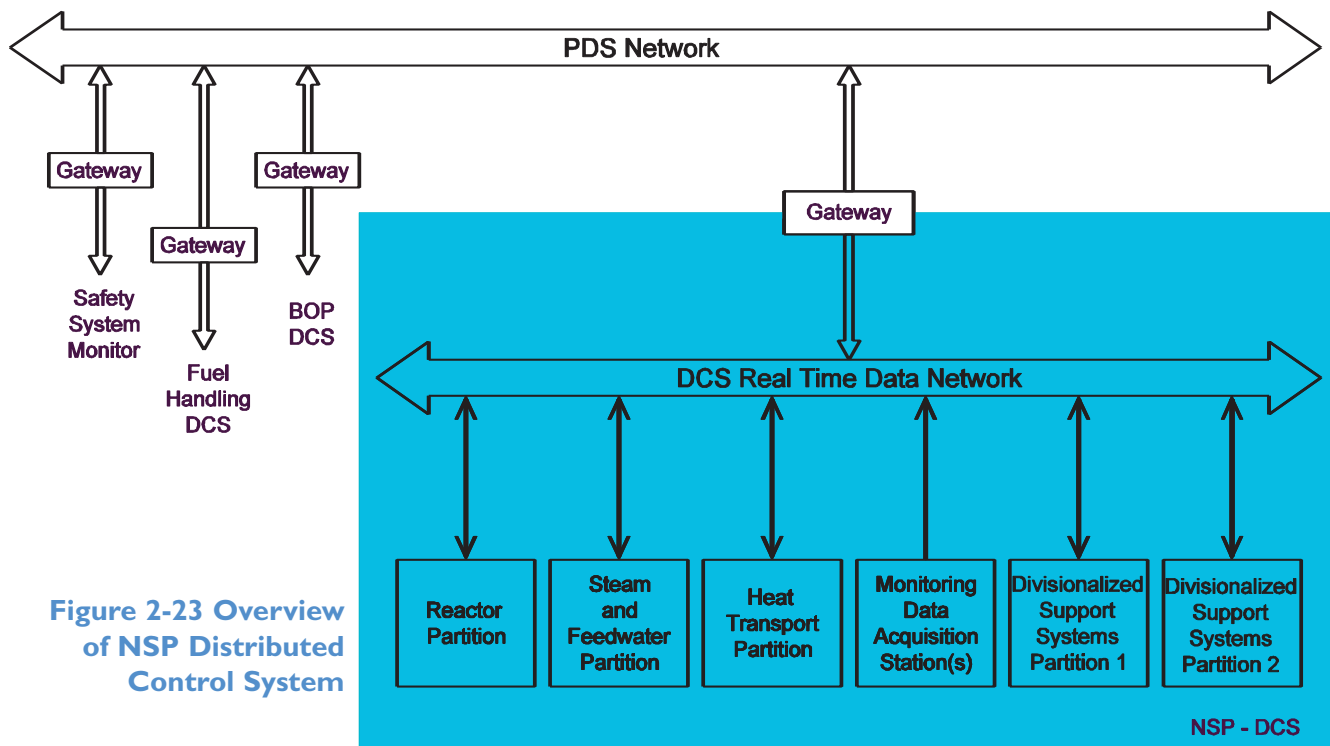 PDS Network
Gateway
Gateway
Gateway
Gateway
Safety
System
Monitor
Fuel
Handling
DCS
BOP
DCS
DCS Real Time Data Network
Reactor
Partition
Steam
and
Feedwater
Partition
Heat
Transport
Partition
Monitoring
Data
Acquisition
Station(s)
Divisionalized
Support
Systems
Partition 1
Divisionalized
Support
Systems
Partition 2
Figure 2-23 Overview
of NSP Distributed
Control System
NSP - DCS